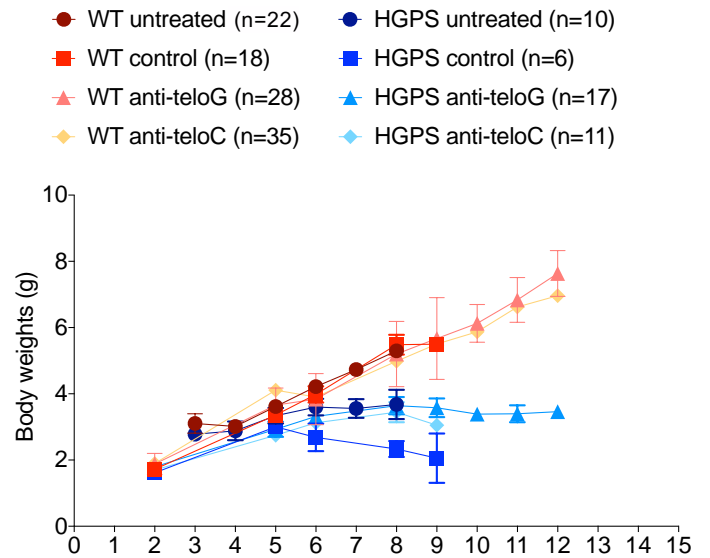 WT untreated (n=22) HGPS untreated (n=10)
WT control (n=18) HGPS control (n=6)
WT anti-teloG (n=28) HGPS anti-teloG (n=17)
WT anti-teloC (n=35) HGPS anti-teloC (n=11)
Body weights (g)
10
8
6
4
2
0
0 1 2 3 4 5 6 7 8 9 10 11 12 13 14 15